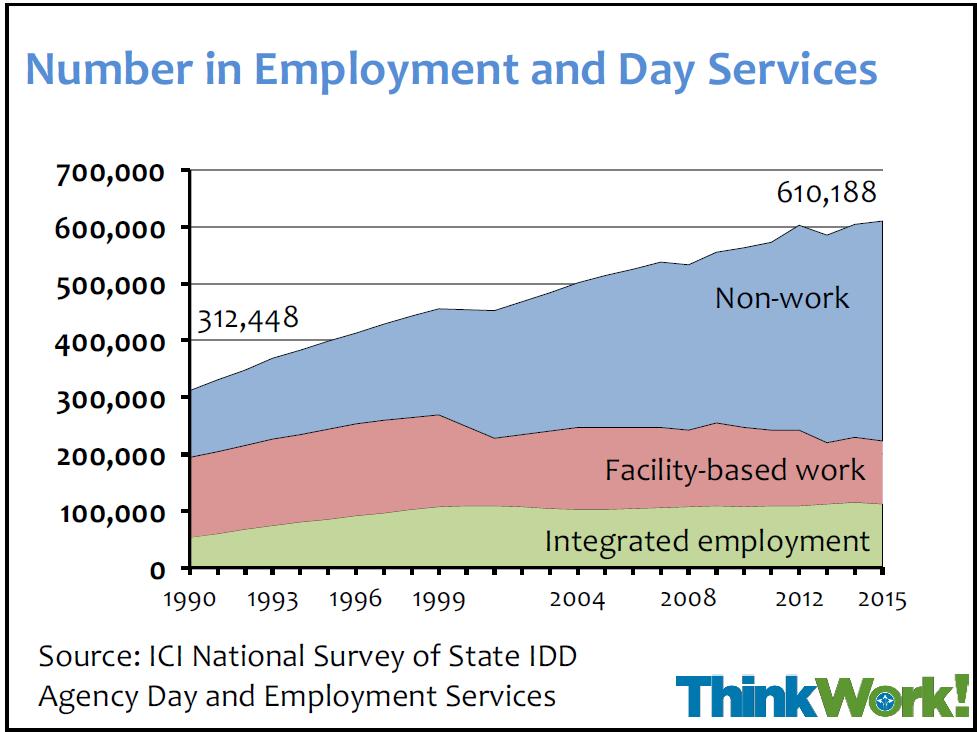 Number in Employment and Day Services
700,000
610,188
600,000
500,000
Non-work
312,448
400,000
300,000
200,000
Facility-based work
100,000
Integrated employment
0
1990 1993 1996 1999 2004 2008 2012 2015
Source: ICI National Survey of State IDD
Agency Day and Employment Services
ThinkWork!